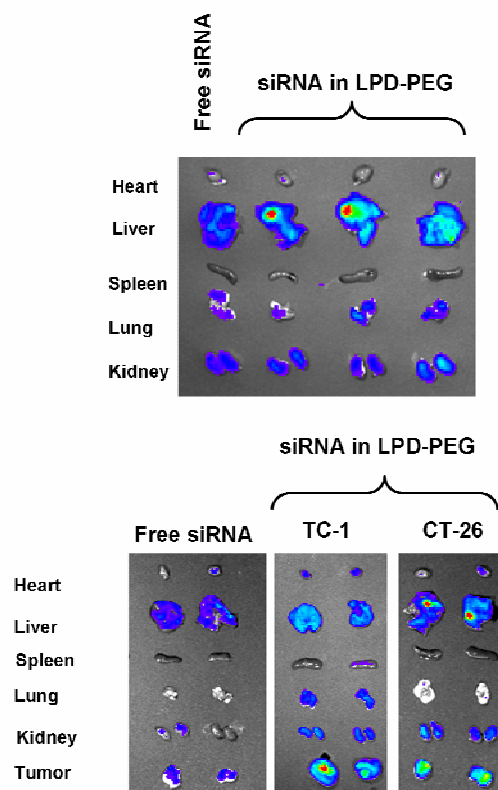 Free siRNA
siRNA in LPD-PEG
Heart
Liver
Spleen
Lung
Kidney
siRNA in LPD-PEG
Free siRNA
TC-1
CT-26
Heart
Liver
Spleen
Lung
Kidney
Tumor